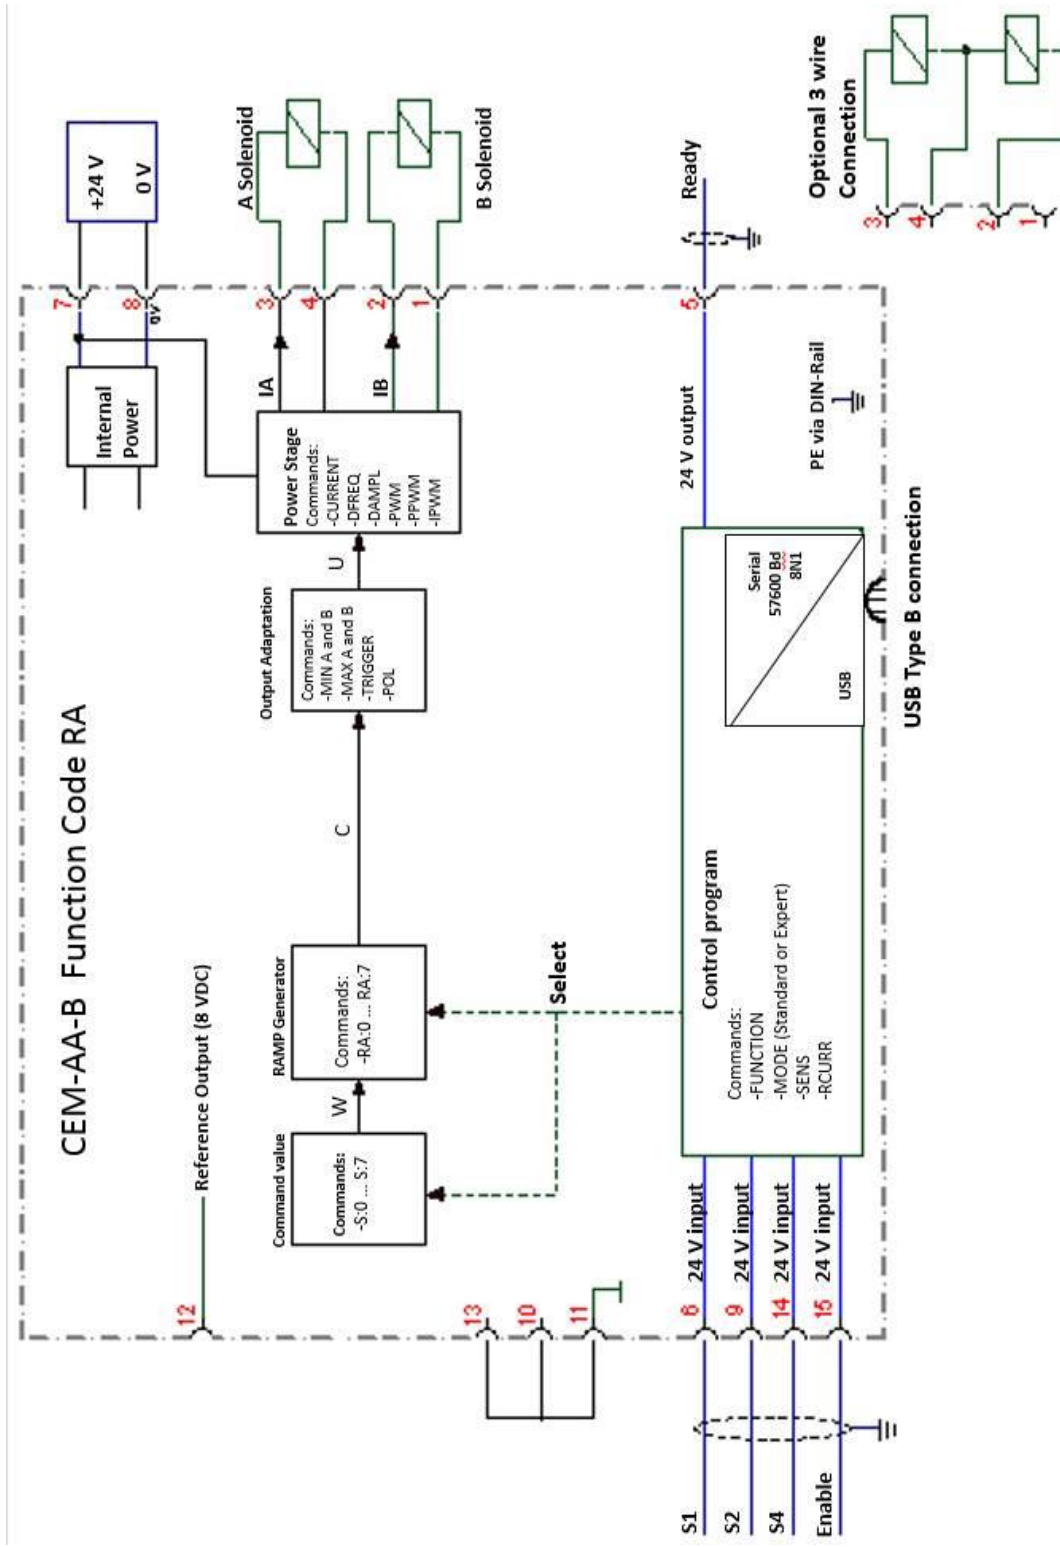 CEM-AA-B Function Code RA
12
Reference Output (8 VDC)
13
10
11
Command value
Commands:
-S:0 ... S:7
W
RAMP Generator
Commands:
-RA:0 ... RA:7
C
Output Adaptation
Commands:
-MIN A and B
-MAX A and B
-TRIGGER
-POL
U
Power Stage
Commands:
-CURRENT
-DFREQ
-DAMPL
-PWM
-PPWM
-IPWM
IA
IB
Internal
Power
7
8
0V
+24 V
0 V
3
4
2
1
A Solenoid
B Solenoid
Select
S1
S2
S4
Enable
6
9
14
15
24 V input
24 V input
24 V input
24 V input
Control program
Commands:
-FUNCTION
-MODE (Standard or Expert)
-SENS
-RCURR
Serial
57600 Bd
8N1
USB
24 V output
5
Ready
PE via DIN-Rail
USB Type B connection
Optional 3 wire
Connection
3
4
2
1